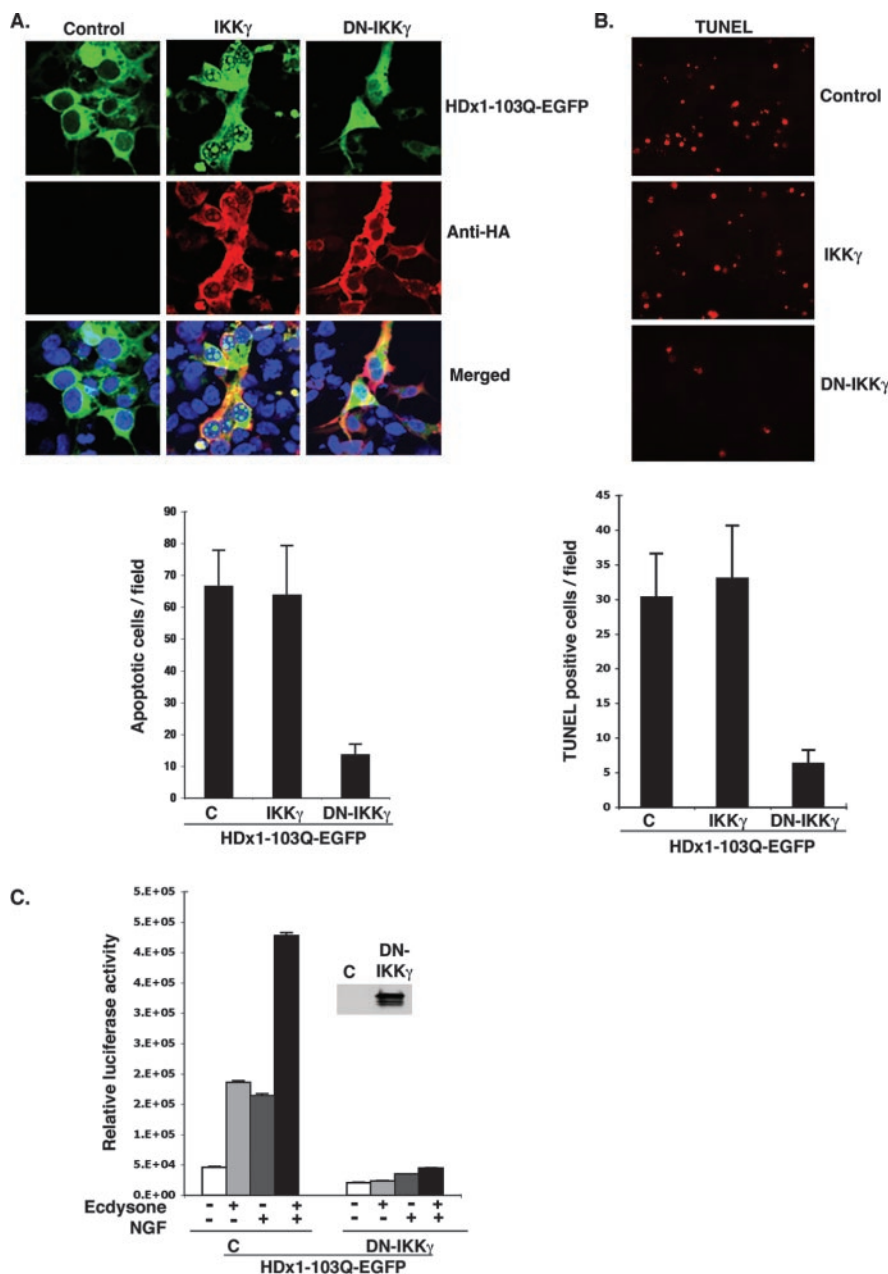 A.
Control IKKγ DN-IKKγ
HDx1-103Q-EGFP
Anti-HA
Merged
B.
TUNEL
Control
IKKγ
DN-IKKγ
Apoptotic cells / field
90
80
70
60
50
40
30
20
10
0
C IKKγ DN-IKKγ
HDx1-103Q-EGFP
TUNEL positive cells / field
45
40
35
30
25
20
15
10
5
0
C IKKγ DN-IKKγ
HDx1-103Q-EGFP
C.
Relative luciferase activity
5.E+05
5.E+05
4.E+05
4.E+05
3.E+05
3.E+05
2.E+05
2.E+05
1.E+05
5.E+04
0.E+00
DN-
C IKKγ
Ecdysone - + - + - + - +
NGF - - + + - - + +
C DN-IKKγ
HDx1-103Q-EGFP